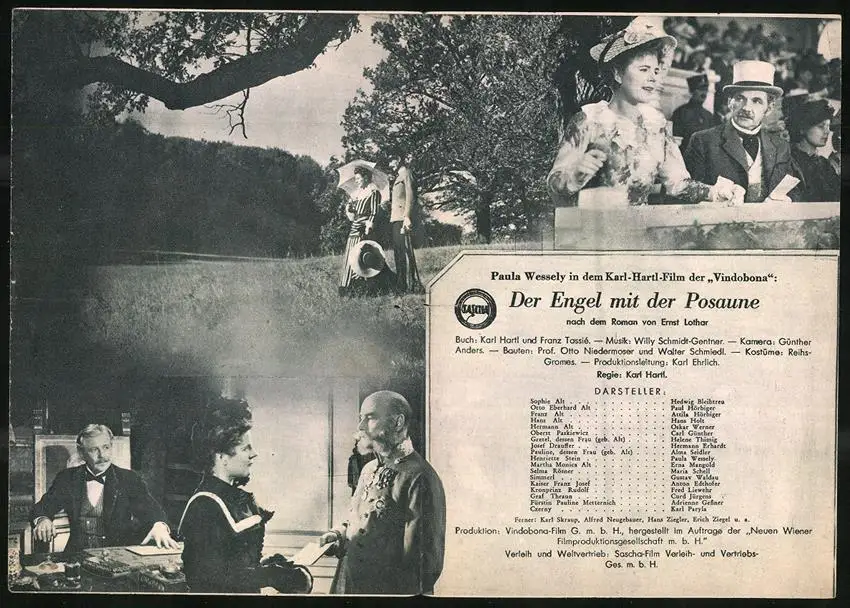 Paula Wessely in dem Karl-Hartl-Film der „Vindobona“:
SASCHA
Der Engel mit der Posaune
nach dem Roman von Ernst Lothar
Buch: Karl Hartl und Franz Tassié. — Musik: Willy Schmidt-Gentner. — Kamera: Günther
Anders. — Bauten: Prof. Otto Niedermoser und Walter Schmiedl. — Kostüme: Reihs-
Gromes. — Produktionsleitung: Karl Ehrlich.
Regie: Karl Hartl.
DARSTELLER:
Sophie Alt . . . . . . . . . . Hedwig Bleibtreu
Otto Eberhard Alt . . . . . . . . . . Paul Hörbiger
Franz Alt . . . . . . . . . . Attila Hörbiger
Hans Alt . . . . . . . . . . Hans Holt
Hermann Alt . . . . . . . . . . Oskar Werner
Oberst Paskiewicz . . . . . . . . . . Carl Günther
Gretel, dessen Frau (geb. Alt) . . . . . . Helene Thimig
Josef Drauffer . . . . . . . . . . Hermann Erhardt
Pauline, dessen Frau (geb. Alt) . . . . . . Alma Seidler
Henriette Stein . . . . . . . . . . Paula Wessely
Martha Monica Alt . . . . . . . . . . Erna Mangold
Selma Rösner . . . . . . . . . . Maria Schell
Simmerl . . . . . . . . . . Gustav Waldau
Kaiser Franz Josef . . . . . . . . . . Anton Edthofer
Kronprinz Rudolf . . . . . . . . . . Fred Liewehr
Graf Thraun . . . . . . . . . . Curd Jürgens
Fürstin Pauline Metternich . . . . . . . . Adrienne Geßner
Czerny . . . . . . . . . . Karl Paryla
Ferner: Karl Skraup, Alfred Neugebauer, Hans Ziegler, Erich Ziegel u. a.
Produktion: Vindobona-Film G. m. b. H., hergestellt im Auftrage der „Neuen Wiener
Filmproduktionsgesellschaft m. b. H.“
Verleih und Weltvertrieb: Sascha-Film Verleih- und Vertriebs-
Ges. m. b. H.